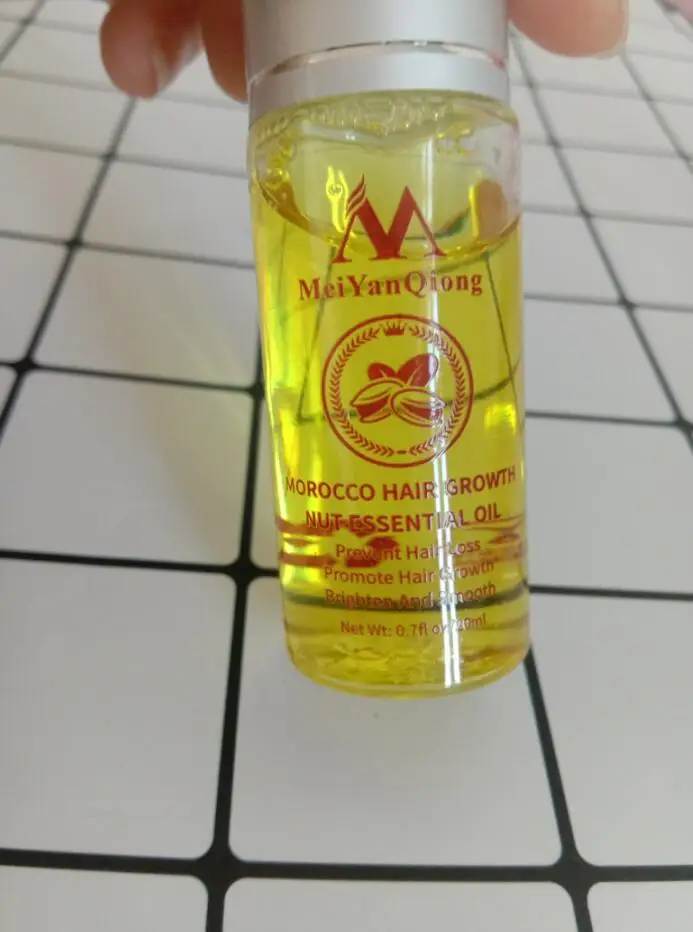 MeiYanQiong
MOROCCO HAIR GROWTH
NUT ESSENTIAL OIL
Prevent Hair Loss
Promote Hair Growth
Brighten And Smooth
Net Wt: 0.7fl oz/20ml